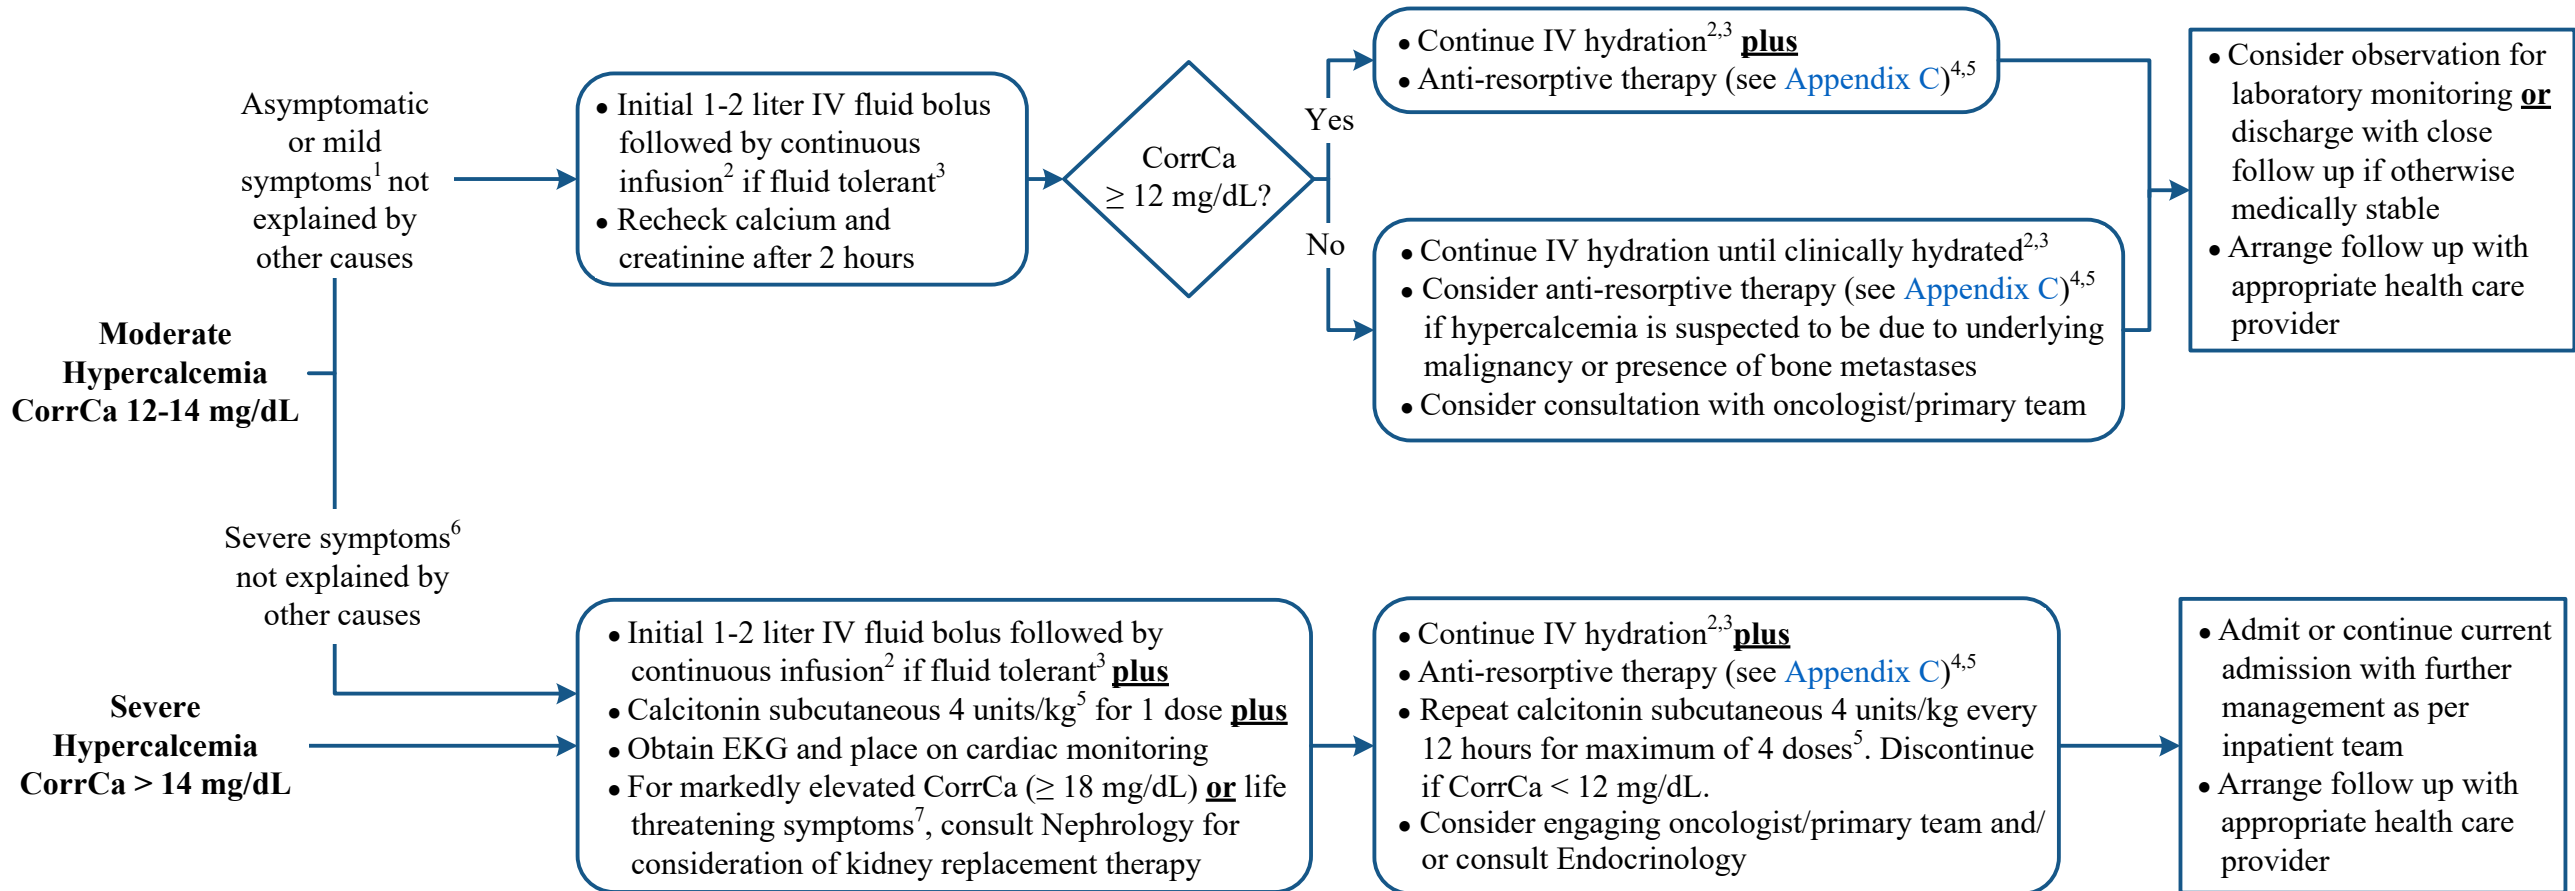 Moderate
Hypercalcemia
CorrCa 12-14 mg/dL
Asymptomatic
or mild
symptoms¹ not
explained by
other causes
• Initial 1-2 liter IV fluid bolus
followed by continuous
infusion² if fluid tolerant³
• Recheck calcium and
creatinine after 2 hours
CorrCa
≥ 12 mg/dL?
Yes
• Continue IV hydration²,³ plus
• Anti-resorptive therapy (see Appendix C)⁴,⁵
No
• Continue IV hydration until clinically hydrated²,³
• Consider anti-resorptive therapy (see Appendix C)⁴,⁵
if hypercalcemia is suspected to be due to underlying
malignancy or presence of bone metastases
• Consider consultation with oncologist/primary team
• Consider observation for
laboratory monitoring or
discharge with close
follow up if otherwise
medically stable
• Arrange follow up with
appropriate health care
provider
Severe symptoms⁶
not explained by
other causes
Severe
Hypercalcemia
CorrCa > 14 mg/dL
• Initial 1-2 liter IV fluid bolus followed by
continuous infusion² if fluid tolerant³ plus
• Calcitonin subcutaneous 4 units/kg⁵ for 1 dose plus
• Obtain EKG and place on cardiac monitoring
• For markedly elevated CorrCa (≥ 18 mg/dL) or life
threatening symptoms⁷, consult Nephrology for
consideration of kidney replacement therapy
• Continue IV hydration²,³plus
• Anti-resorptive therapy (see Appendix C)⁴,⁵
• Repeat calcitonin subcutaneous 4 units/kg every
12 hours for maximum of 4 doses⁵. Discontinue
if CorrCa < 12 mg/dL.
• Consider engaging oncologist/primary team and/
or consult Endocrinology
• Admit or continue current
admission with further
management as per
inpatient team
• Arrange follow up with
appropriate health care
provider